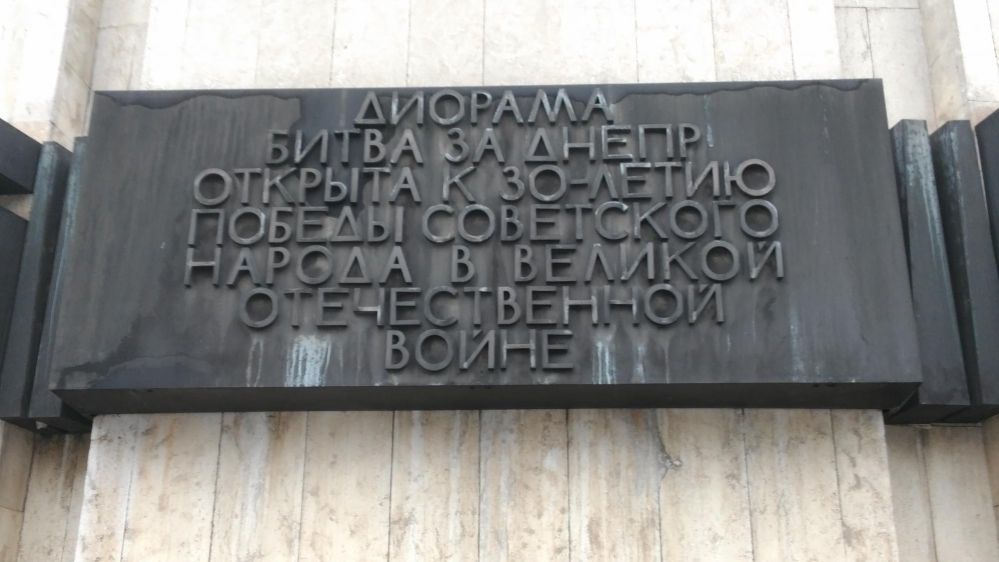 ДИОРАМА
БИТВА ЗА ДНЕПР
ОТКРЫТА К 30-ЛЕТИЮ
ПОБЕДЫ СОВЕТСКОГО
НАРОДА В ВЕЛИКОЙ
ОТЕЧЕСТВЕННОЙ
ВОЙНЕ